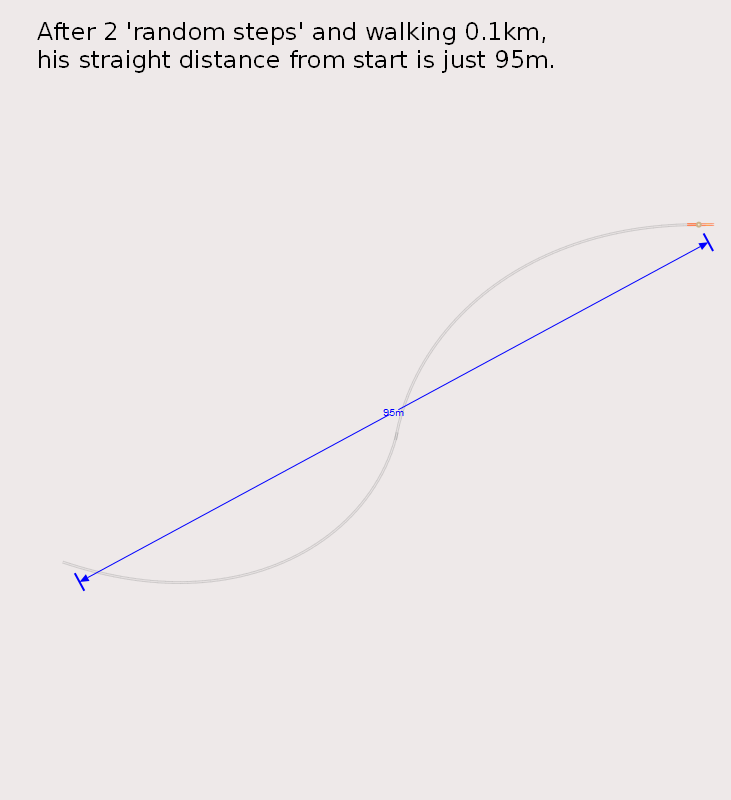 After 2 'random steps' and walking 0.1km,
his straight distance from start is just 95m.
95m